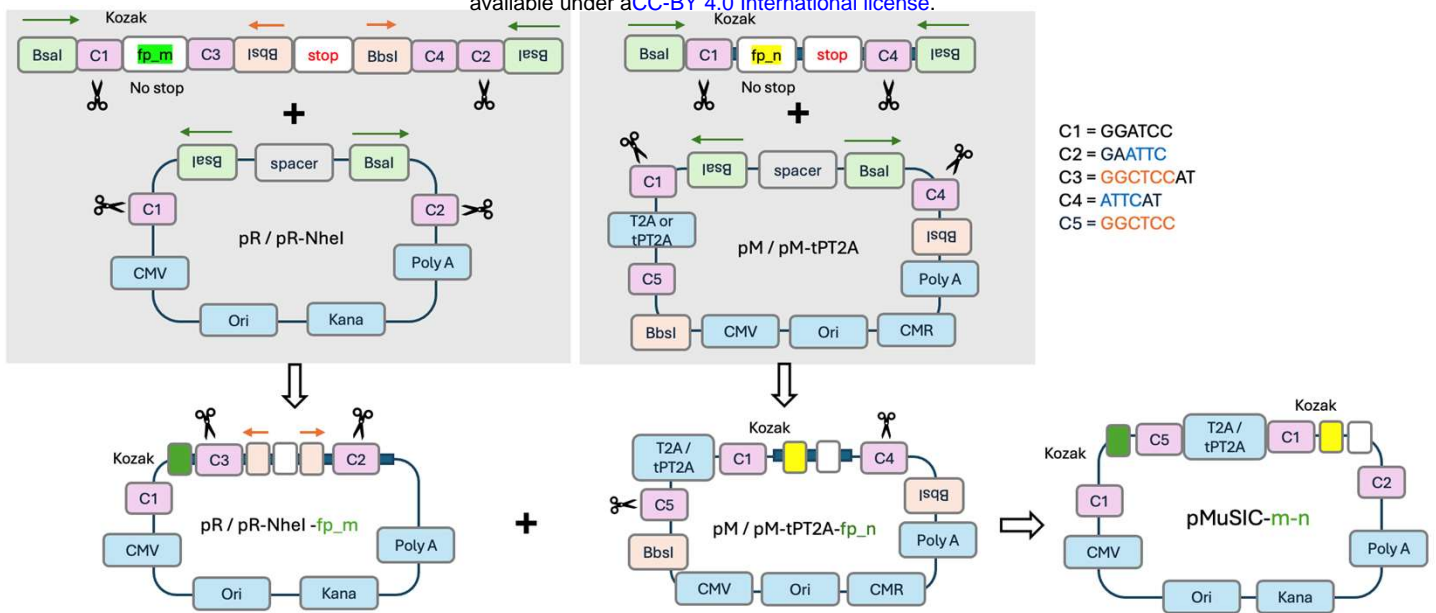 available under aCC-BY 4.0 International license.
Kozak
BsaI C1 fp_m C3 BbsI stop BbsI C4 C2 BsaI
No stop
+
BsaI spacer BsaI
C1 C2
pR / pR-NheI
CMV Poly A
Ori Kana
Kozak
BsaI C1 fp_n stop C4 BsaI
No stop
+
C1 BsaI spacer BsaI C4
T2A or
tPT2A
BbsI
pM / pM-tPT2A
C5 Poly A
BbsI CMV Ori CMR
C1 = GGATCC
C2 = GAATTC
C3 = GGCTCCAT
C4 = ATTCAT
C5 = GGCTCC
Kozak C3 C2
C1
pR / pR-NheI -fp_m
CMV Poly A
Ori Kana
+
Kozak
T2A /
tPT2A
C1 C4
C5 BbsI
pM / pM-tPT2A-fp_n
BbsI Poly A
CMV Ori CMR
Kozak
Kozak
C5
T2A /
tPT2A
C1
C1 C2
pMuSIC-m-n
CMV Poly A
Ori Kana